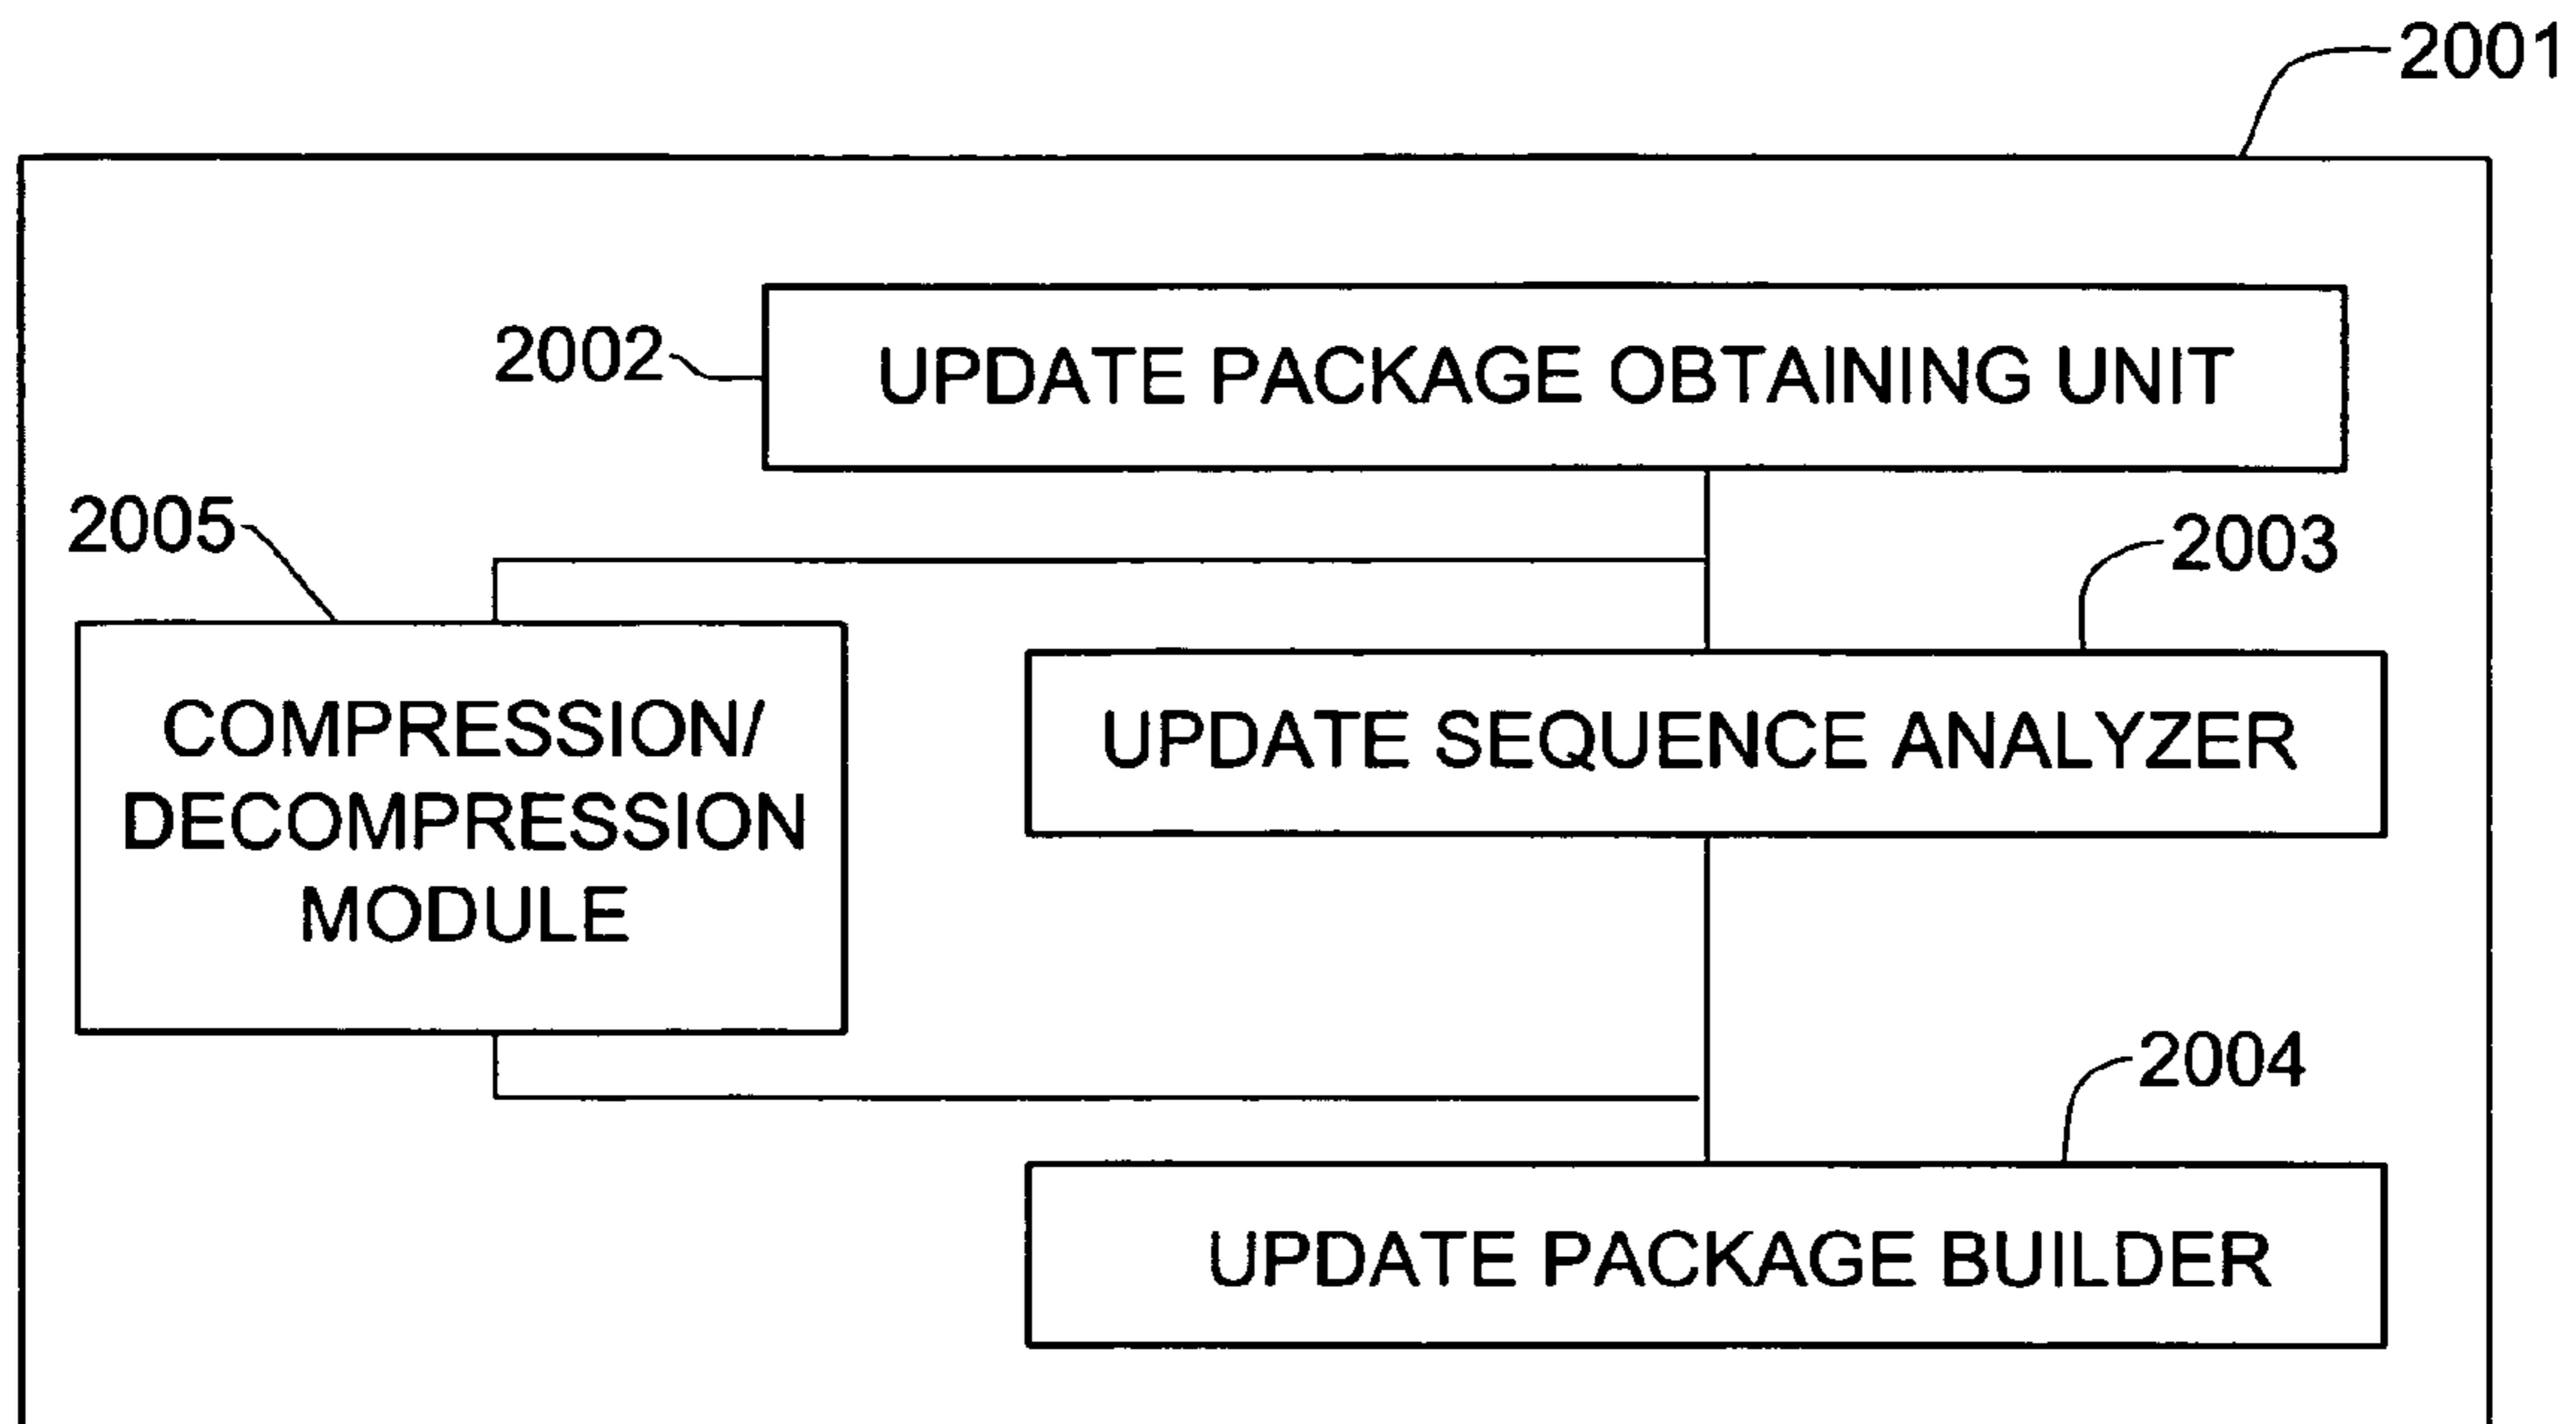 2001
2002
UPDATE PACKAGE OBTAINING UNIT
2005
2003
COMPRESSION/
DECOMPRESSION
MODULE
UPDATE SEQUENCE ANALYZER
2004
UPDATE PACKAGE BUILDER